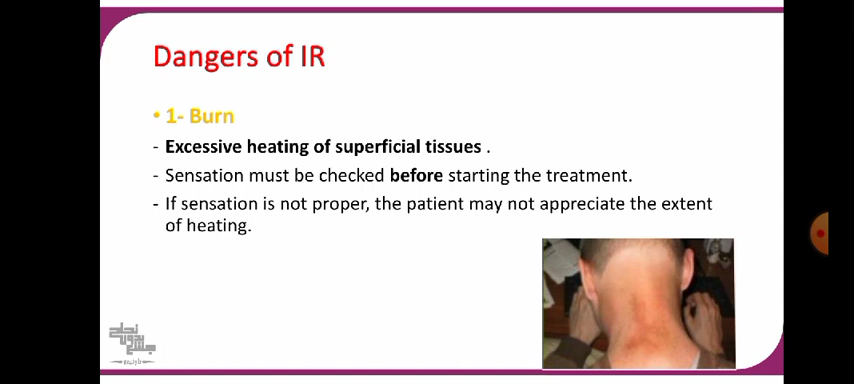 Dangers of IR
• 1- Burn
- Excessive heating of superficial tissues .
- Sensation must be checked before starting the treatment.
- If sensation is not proper, the patient may not appreciate the extent
of heating.